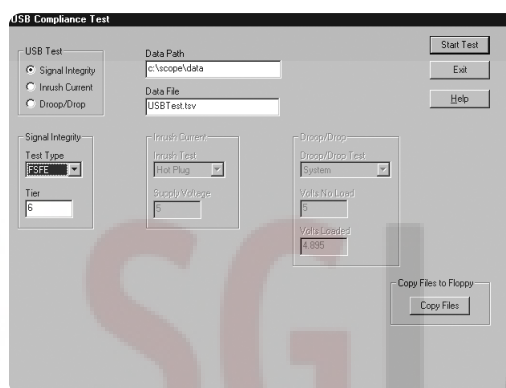 USB Compliance Test
USB Test
Signal Integrity
Inrush Current
Droop/Drop
Data Path
c:\scope\data
Data File
USBTest.tsv
Start Test
Exit
Help
Signal Integrity
Test Type
FSFE
Tier
6
Inrush Current
Inrush Test
Hot Plug
Supply Voltage
5
Droop/Drop
Droop/Drop Test
System
Volts No Load
5
Volts Loaded
4.895
Copy Files to Floppy
Copy Files
SGL